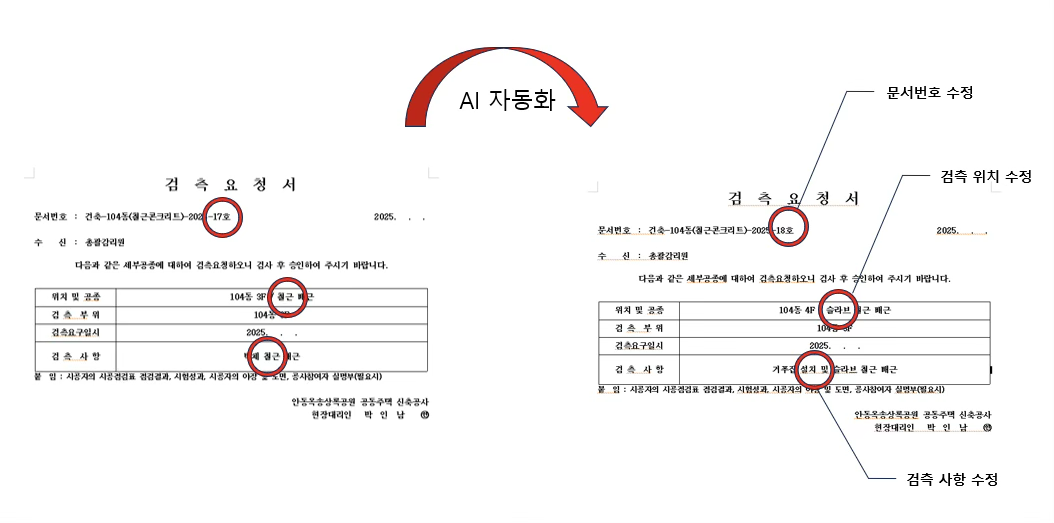 AI 자동화
문서번호 수정
검측 위치 수정
검 측 요 청 서
문서번호 : 건축-104동(철근콘크리트)-202 -17호
2025. . .
수 신 : 총괄감리원
다음과 같은 세부공종에 대하여 검측요청하오니 검사 후 승인하여 주시기 바랍니다.
위치 및 공종 104동 3F 철근 배근
검 측 부 위 104동
검측요구일시 2025. . .
검 측 사 항 철근 배근
붙 임 : 시공자의 시공점검표 점검결과, 시험성과, 시공자의 야장 및 도면, 공사참여자 실명부(필요시)
안동옥송상록공원 공동주택 신축공사
현장대리인 박 인 남 ㊞
검 측 요 청 서
문서번호 : 건축-104동(철근콘크리트)-2025-18호
2025. . .
수 신 : 총괄감리원
다음과 같은 세부공종에 대하여 검측요청하오니 검사 후 승인하여 주시기 바랍니다.
위치 및 공종 104동 4F 슬라브 철근 배근
검 측 부 위 104동 3F
검측요구일시 2025. . .
검 측 사 항 거푸집 설치 및 슬라브 철근 배근
붙 임 : 시공자의 시공점검표 점검결과, 시험성과, 시공자의 야장 및 도면, 공사참여자 실명부(필요시)
안동옥송상록공원 공동주택 신축공사
현장대리인 박 인 남 ㊞
검측 사항 수정